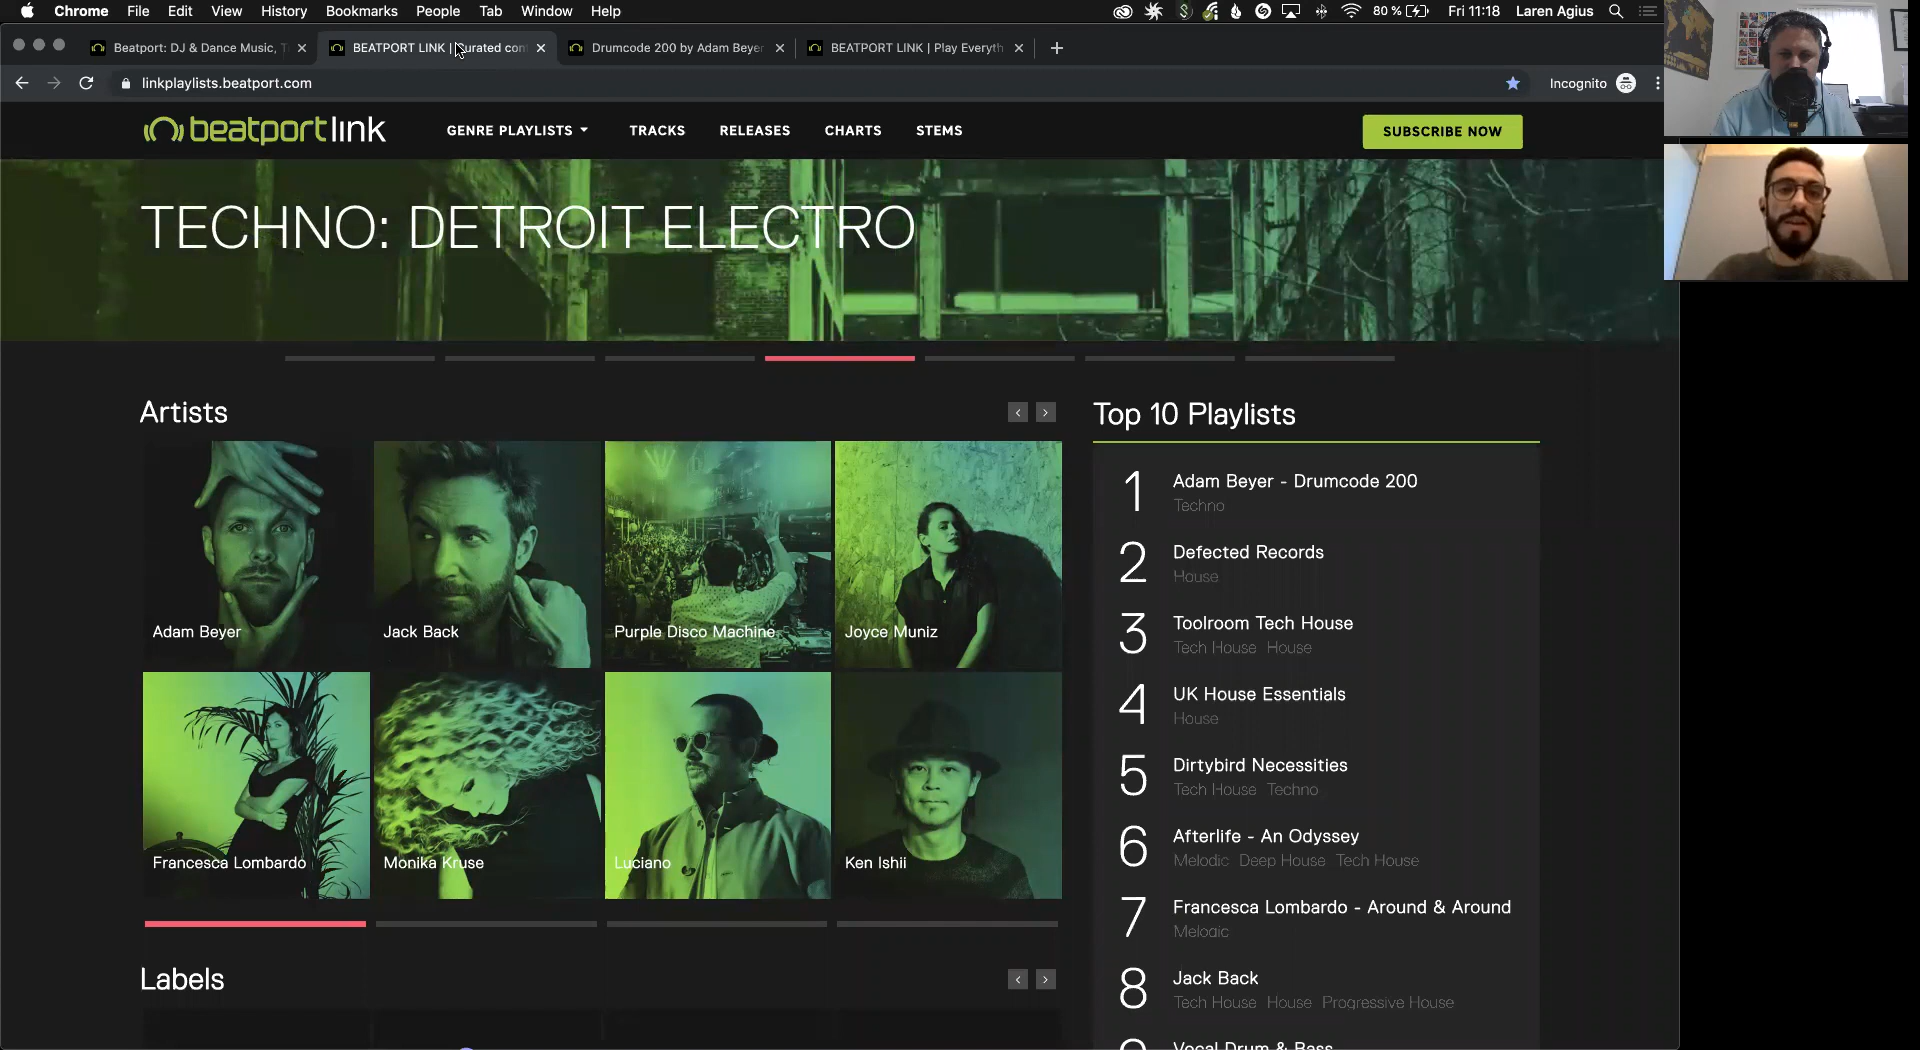 Chrome File Edit View History Bookmarks People Tab Window Help
80 % Fri 11:18 Laren Agius
Beatport: DJ & Dance Music, T
BEATPORT LINK | Curated con
Drumcode 200 by Adam Beyer
BEATPORT LINK | Play Everyth
linkplaylists.beatport.com
Incognito
beatport link
GENRE PLAYLISTS TRACKS RELEASES CHARTS STEMS
SUBSCRIBE NOW
TECHNO: DETROIT ELECTRO
Artists
Adam Beyer
Jack Back
Purple Disco Machine
Joyce Muniz
Francesca Lombardo
Monika Kruse
Luciano
Ken Ishii
Labels
Top 10 Playlists
1 Adam Beyer - Drumcode 200
Techno
2 Defected Records
House
3 Toolroom Tech House
Tech House House
4 UK House Essentials
House
5 Dirtybird Necessities
Tech House Techno
6 Afterlife - An Odyssey
Melodic Deep House Tech House
7 Francesca Lombardo - Around & Around
Melodic
8 Jack Back
Tech House House Progressive House
Vocal Drum & Bass